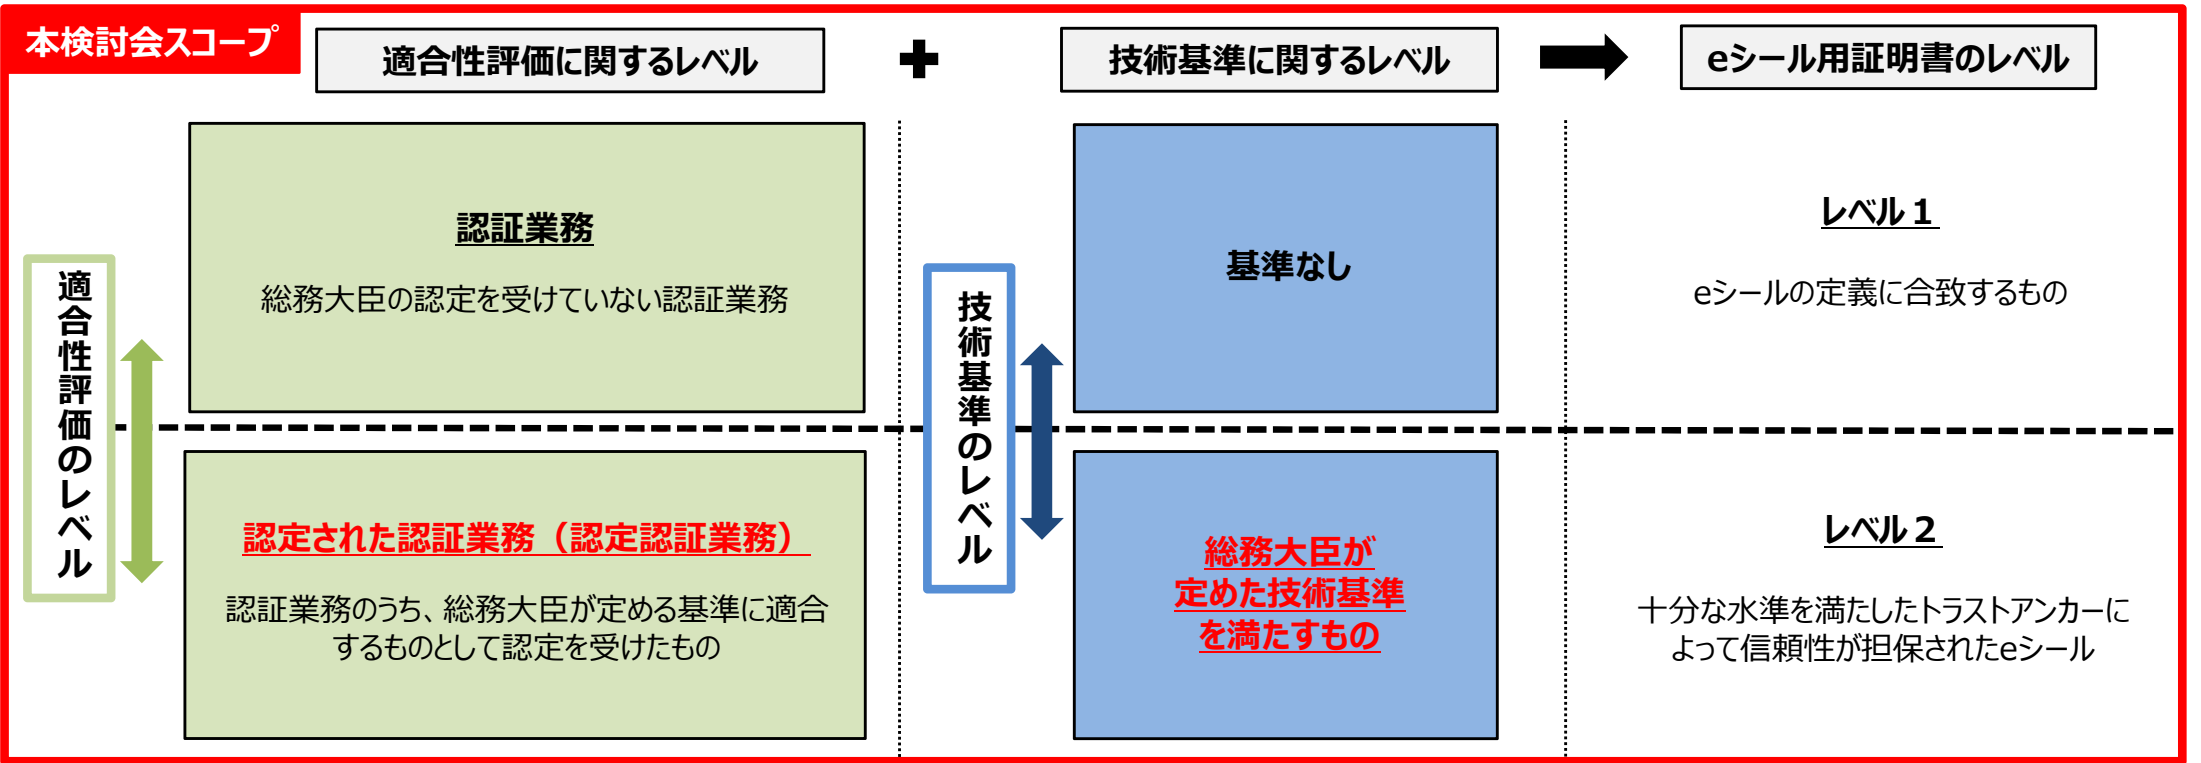 本検討会スコープ
適合性評価に関するレベル
技術基準に関するレベル
eシール用証明書のレベル
適合性評価のレベル
認証業務
総務大臣の認定を受けていない認証業務
技術基準のレベル
基準なし
レベル１
eシールの定義に合致するもの
認定された認証業務（認定認証業務）
認証業務のうち、総務大臣が定める基準に適合
するものとして認定を受けたもの
総務大臣が
定めた技術基準
を満たすもの
レベル２
十分な水準を満たしたトラストアンカーに
よって信頼性が担保されたeシール